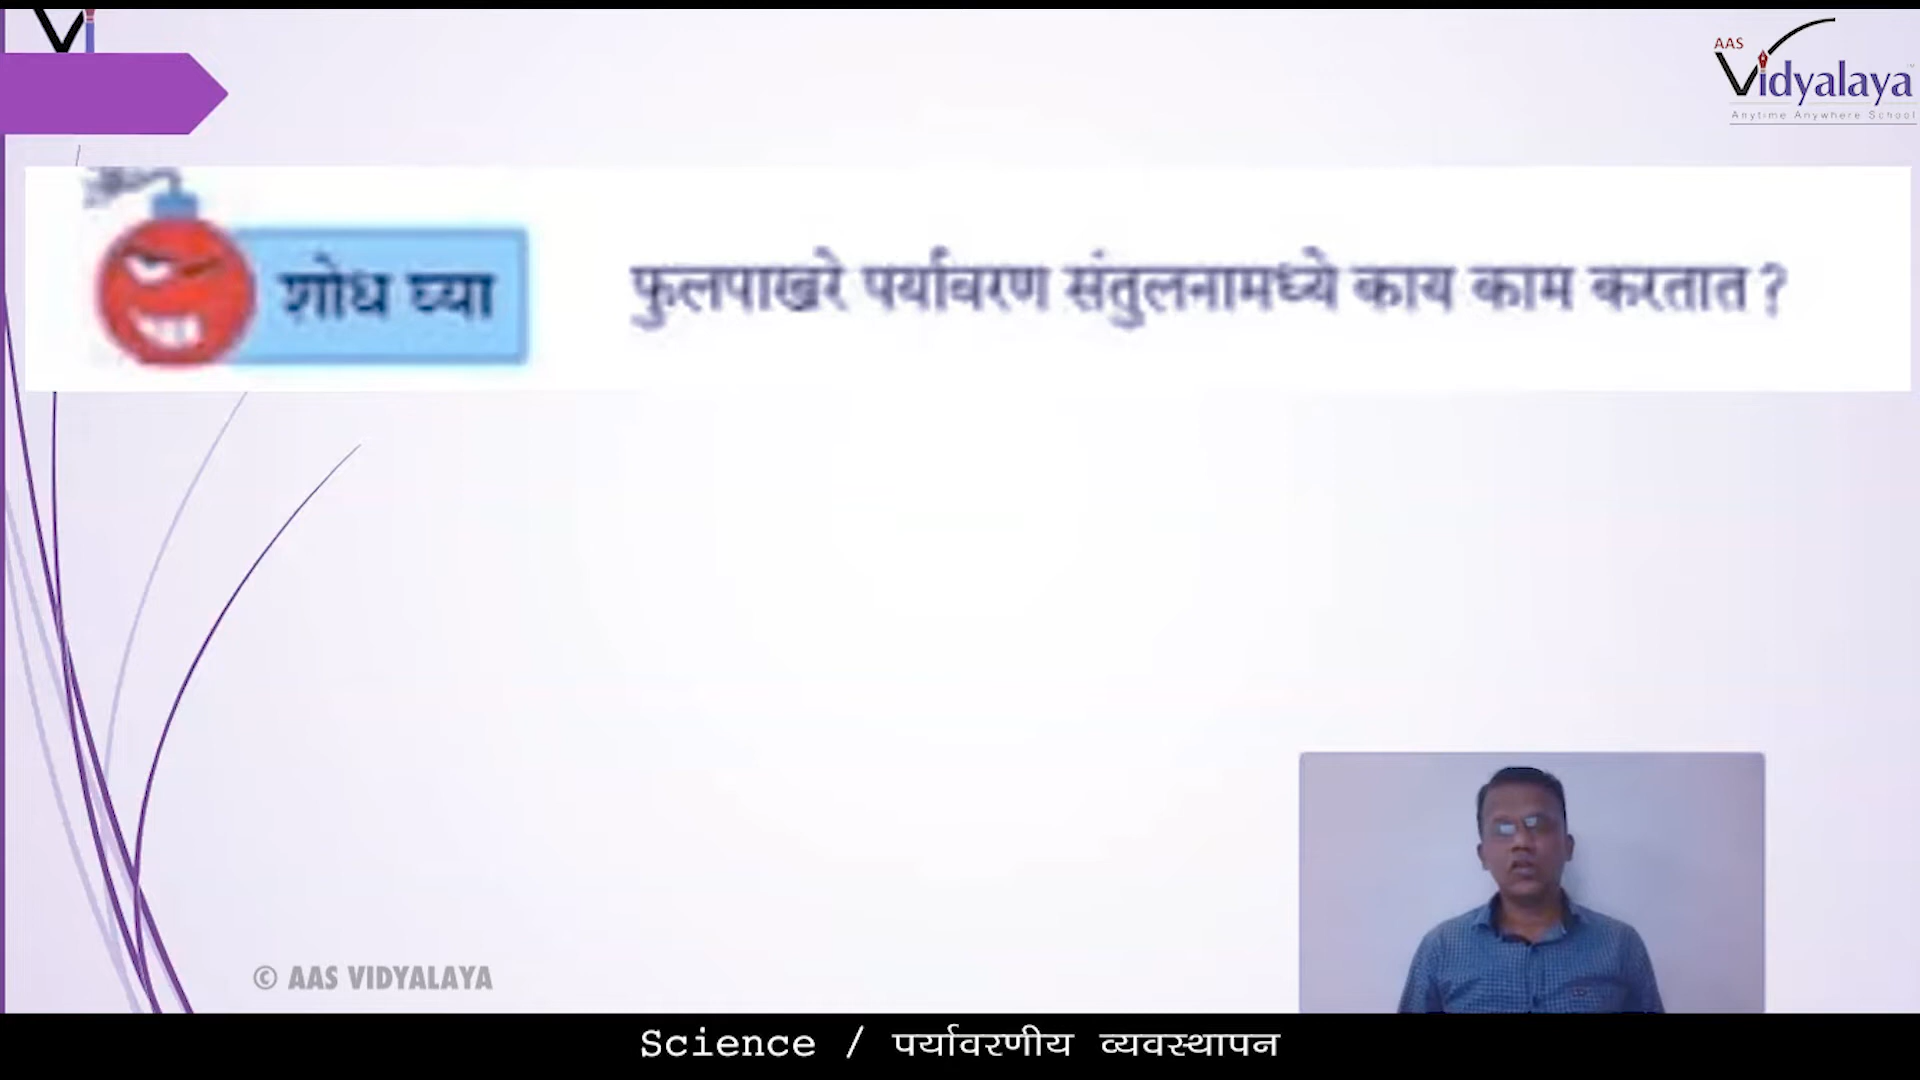 Vi
AAS
Vidyalaya
Anytime Anywhere School
शोध घ्या
फुलपाखरे पर्यावरण संतुलनामध्ये काय काम करतात ?
© AAS VIDYALAYA
Science / पर्यावरणीय व्यवस्थापन